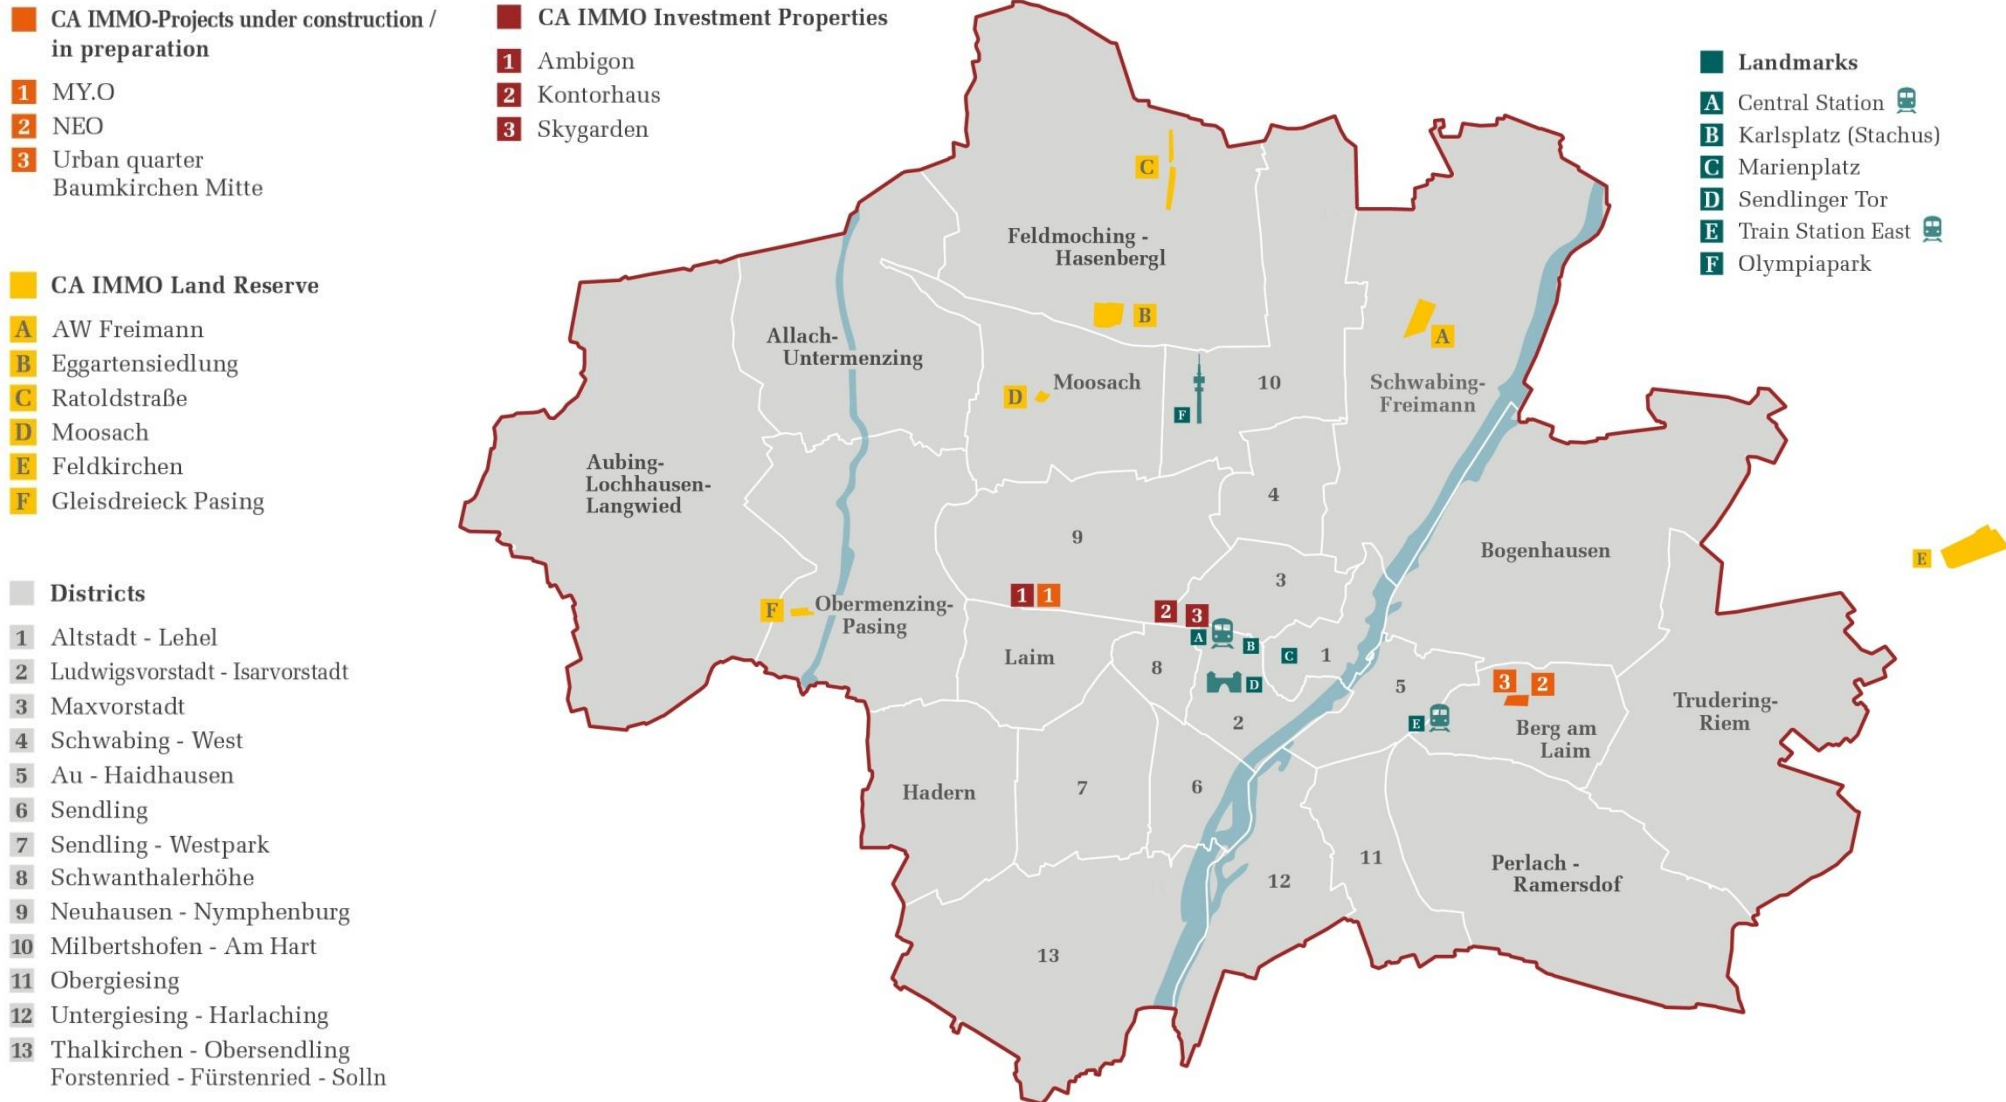 CA IMMO-Projects under construction /
in preparation
1 MY.O
2 NEO
3 Urban quarter
Baumkirchen Mitte
CA IMMO Land Reserve
A AW Freimann
B Eggartensiedlung
C Ratoldstraße
D Moosach
E Feldkirchen
F Gleisdreieck Pasing
Districts
1 Altstadt - Lehel
2 Ludwigsvorstadt - Isarvorstadt
3 Maxvorstadt
4 Schwabing - West
5 Au - Haidhausen
6 Sendling
7 Sendling - Westpark
8 Schwanthalerhöhe
9 Neuhausen - Nymphenburg
10 Milbertshofen - Am Hart
11 Obergiesing
12 Untergiesing - Harlaching
13 Thalkirchen - Obersendling
Forstenried - Fürstenried - Solln
CA IMMO Investment Properties
1 Ambigon
2 Kontorhaus
3 Skygarden
Landmarks
A Central Station
B Karlsplatz (Stachus)
C Marienplatz
D Sendlinger Tor
E Train Station East
F Olympiapark
C
Feldmoching -
Hasenbergl
B
A
Allach-
Untermenzing
D
Moosach
F
10
Schwabing-
Freimann
Aubing-
Lochhausen-
Langwied
4
9
Bogenhausen
E
3
1 1
2 3
F
Obermenzing-
Pasing
A
B
Laim
8
C
1
D
5
3 2
2
E
Berg am
Laim
Trudering-
Riem
Hadern
7
6
11
12
Perlach -
Ramersdof
13